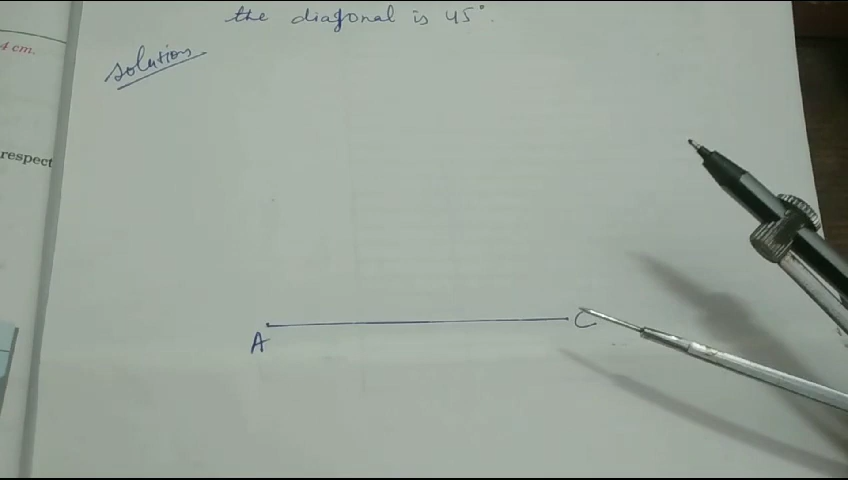 the diagonal is 45°.
4 cm.
solution
respect
A
C